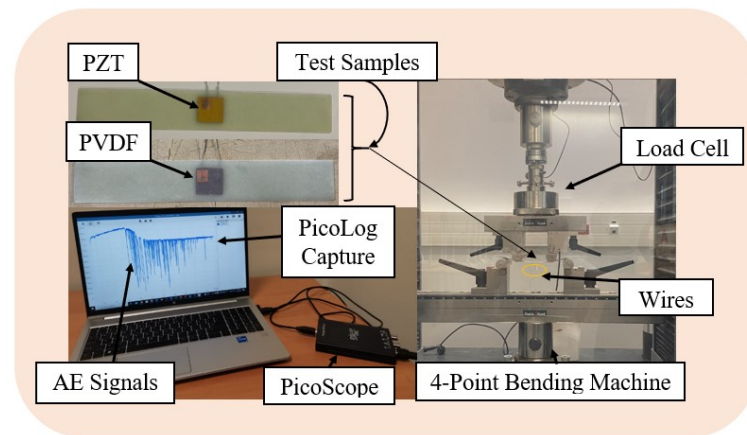 PZT
Test Samples
PVDF
Load Cell
PicoLog
Capture
Wires
AE Signals
PicoScope
4-Point Bending Machine